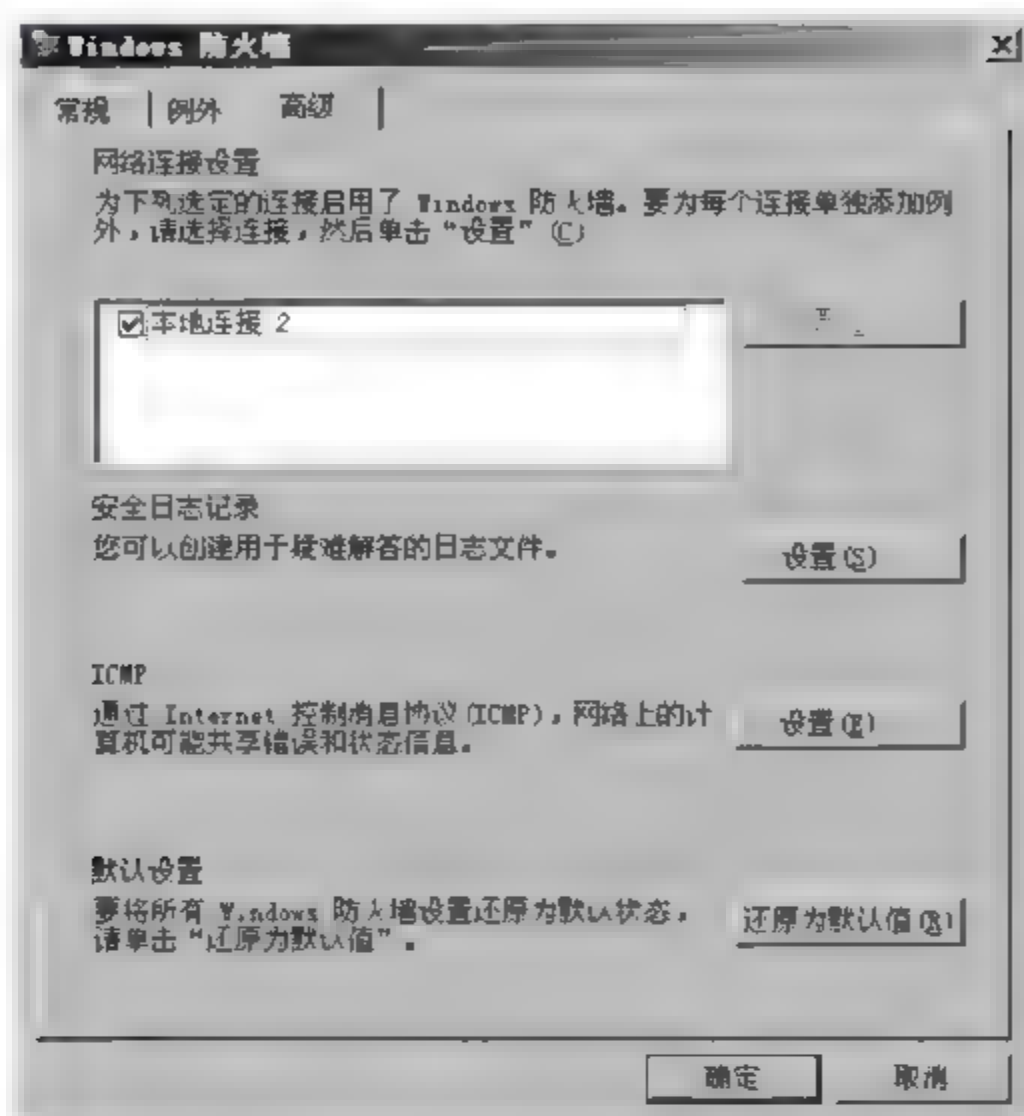 Windows 防火墙
常规 例外 高级
网络连接设置
为下列选定的连接启用了 Windows 防火墙。要为每个连接单独添加例
外，请选择连接，然后单击“设置”(C)
本地连接 2
安全日志记录
您可以创建用于疑难解答的日志文件。
设置(S)
ICMP
通过 Internet 控制消息协议(ICMP)，网络上的计
算机可能共享错误和状态信息。
设置(E)
默认设置
要将所有 Windows 防火墙设置还原为默认状态，
请单击“还原为默认值”。
还原为默认值(R)
确定 取消